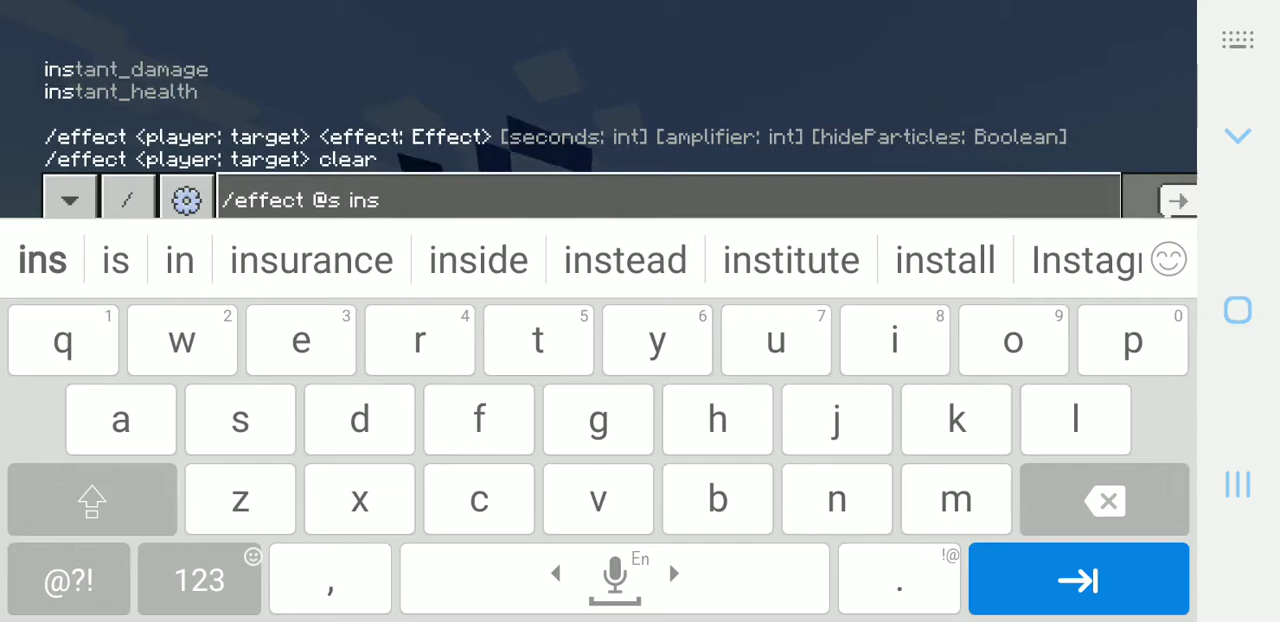 instant_damage
instant_health
/effect <player: target> <effect: Effect> [seconds: int] [amplifier: int] [hideParticles: Boolean]
/effect <player: target> clear
/ /effect @s ins
ins is in insurance inside instead institute install Instagr
1 2 3 4 5 6 7 8 9 0
q w e r t y u i o p
a s d f g h j k l
z x c v b n m
@?! 123 , En . !@